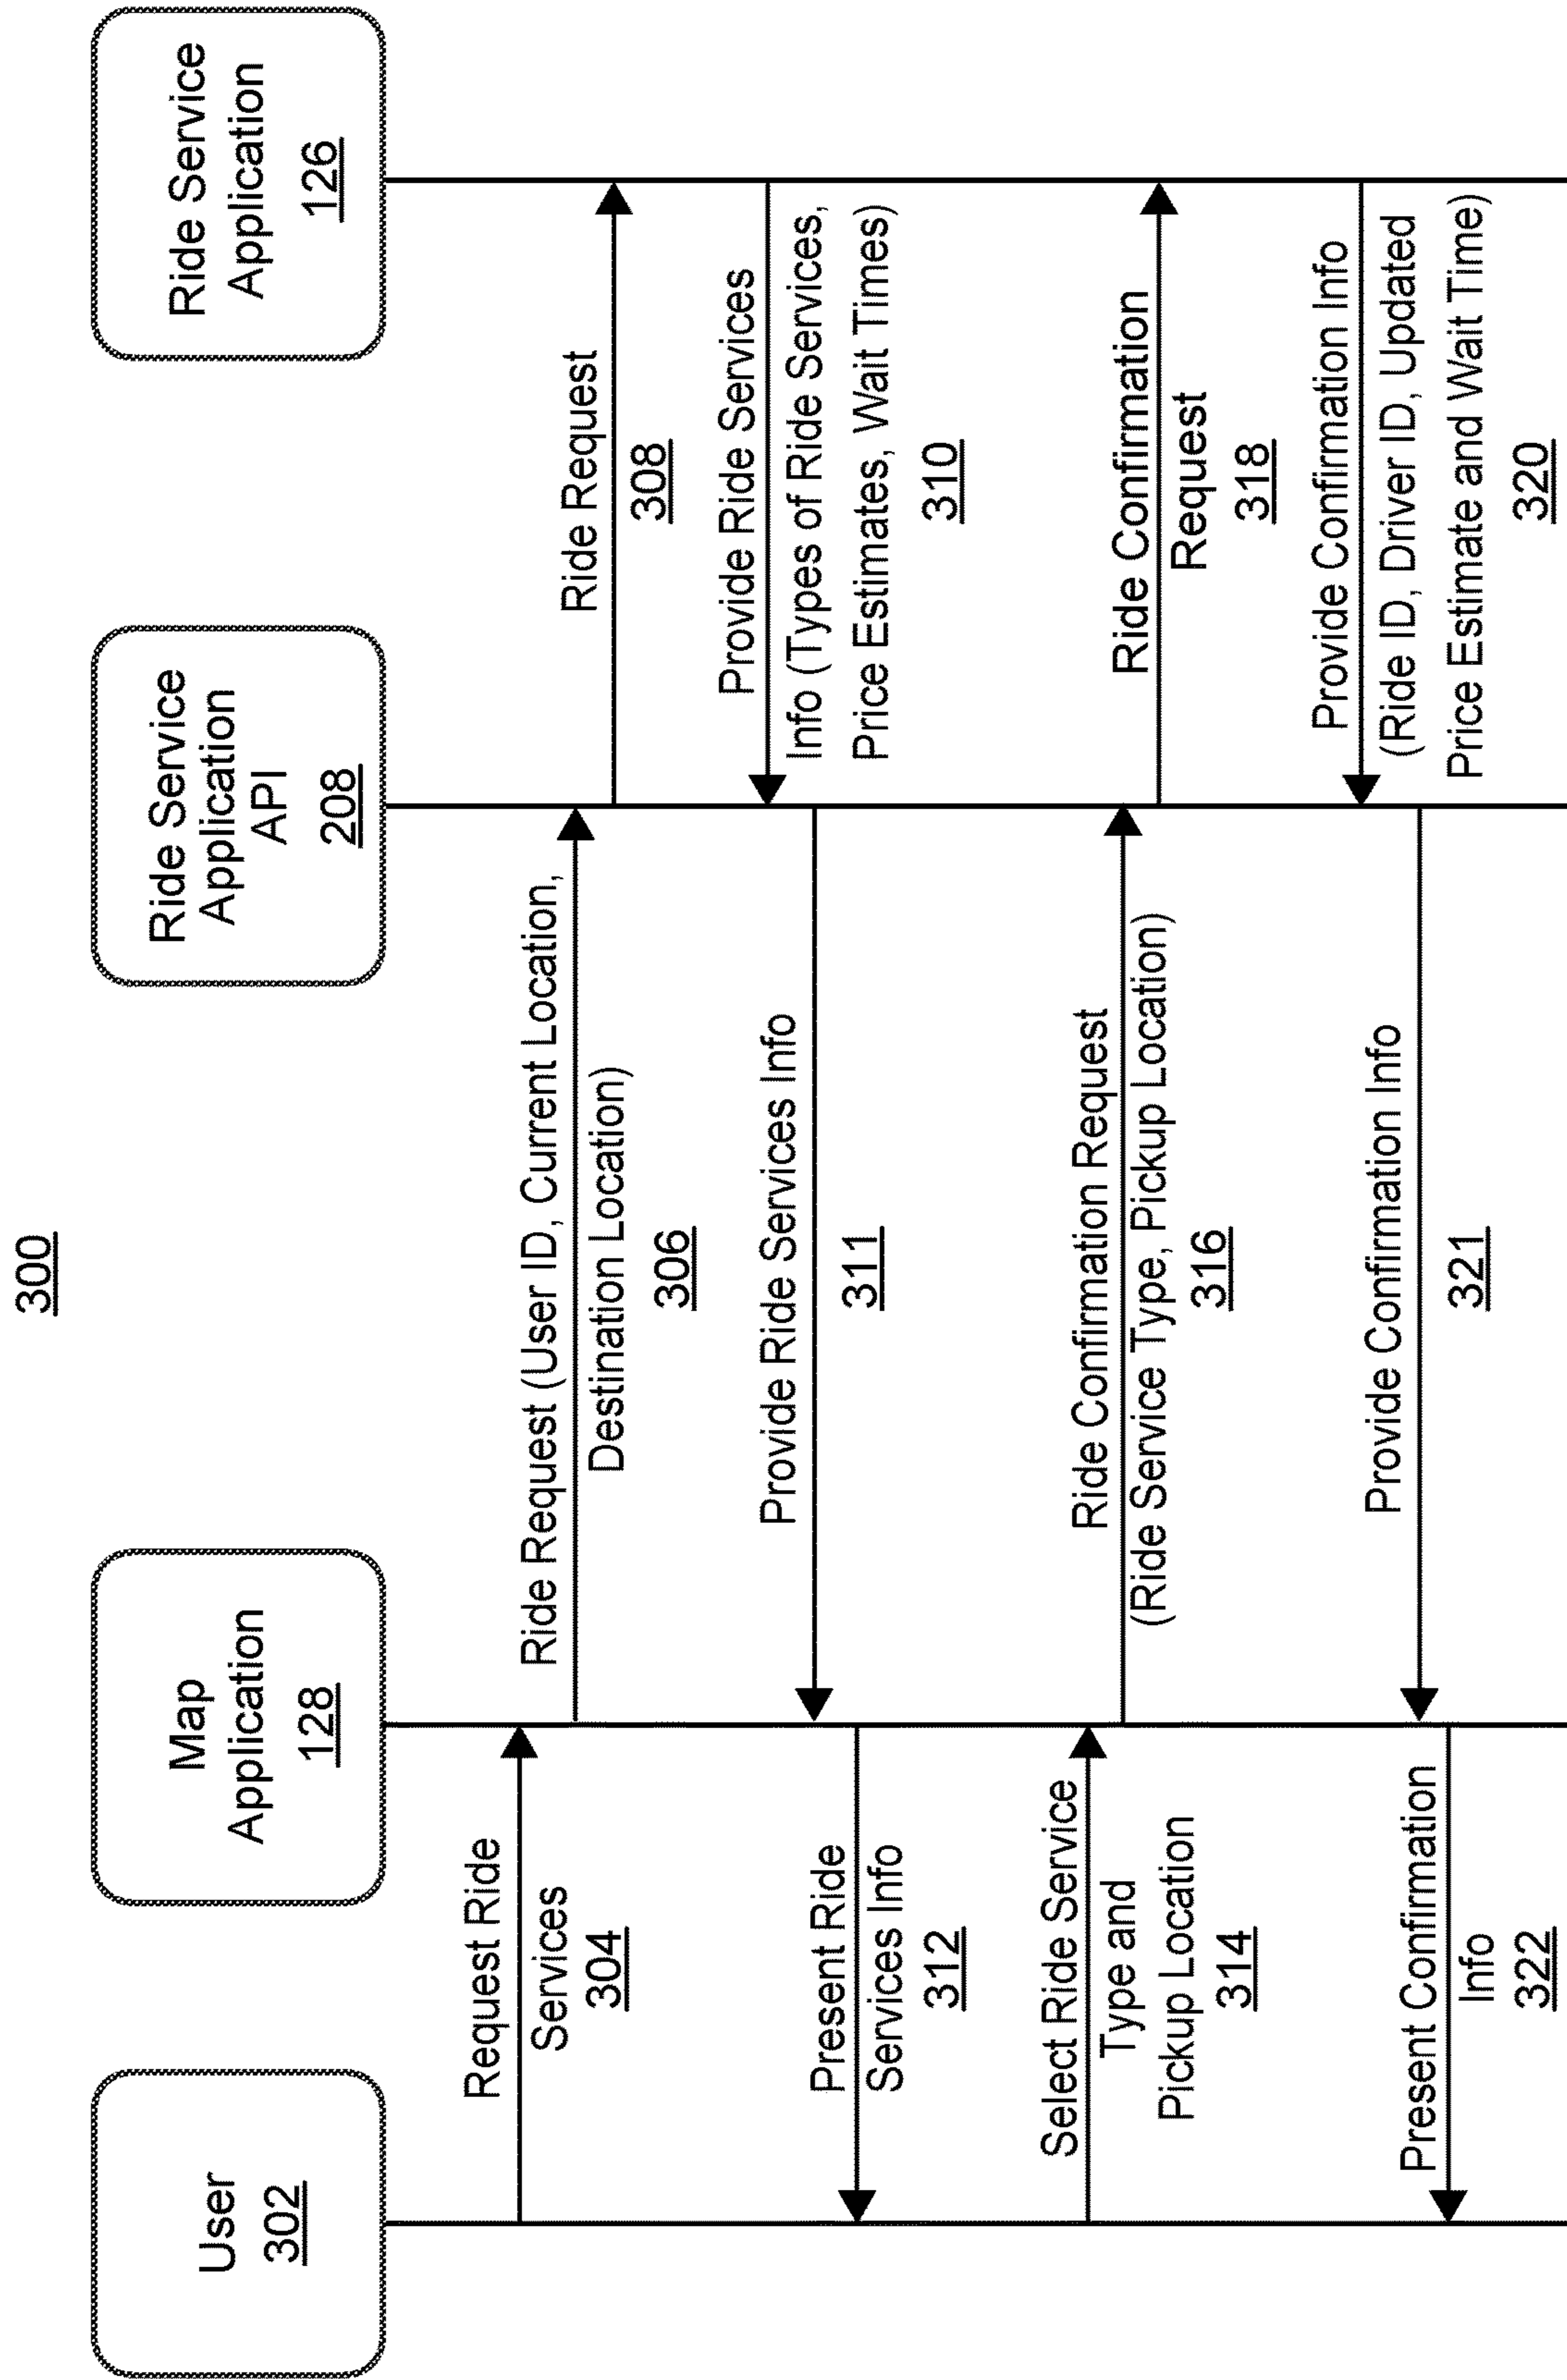 300
User
302
Map
Application
128
Ride Service
Application
API
208
Ride Service
Application
126
Request Ride
Services
304
Ride Request (User ID, Current Location,
Destination Location)
306
Ride Request
308
Provide Ride Services
Info (Types of Ride Services,
Price Estimates, Wait Times)
310
Provide Ride Services Info
311
Present Ride
Services Info
312
Select Ride Service
Type and
Pickup Location
314
Ride Confirmation Request
(Ride Service Type, Pickup Location)
316
Ride Confirmation
Request
318
Provide Confirmation Info
(Ride ID, Driver ID, Updated
Price Estimate and Wait Time)
320
Provide Confirmation Info
321
Present Confirmation
Info
322